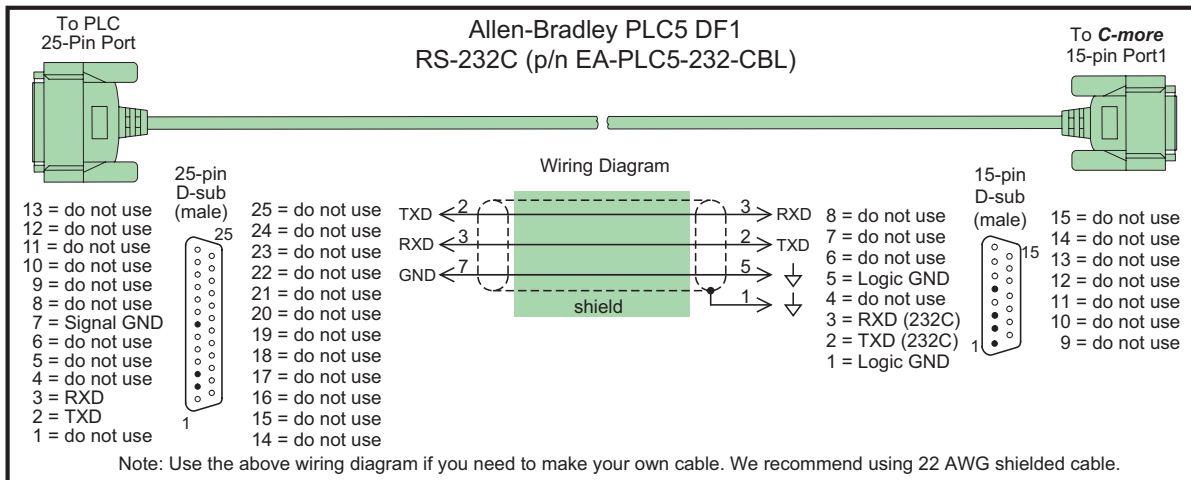 To PLC
25-Pin Port
Allen-Bradley PLC5 DF1
RS-232C (p/n EA-PLC5-232-CBL)
To C-more
15-pin Port1
13 = do not use
12 = do not use
11 = do not use
10 = do not use
9 = do not use
8 = do not use
7 = Signal GND
6 = do not use
5 = do not use
4 = do not use
3 = RXD
2 = TXD
1 = do not use
25-pin
D-sub
(male)
25
1
25 = do not use
24 = do not use
23 = do not use
22 = do not use
21 = do not use
20 = do not use
19 = do not use
18 = do not use
17 = do not use
16 = do not use
15 = do not use
14 = do not use
Wiring Diagram
TXD 2 3 RXD
RXD 3 2 TXD
GND 7 5
1
shield
8 = do not use
7 = do not use
6 = do not use
5 = Logic GND
4 = do not use
3 = RXD (232C)
2 = TXD (232C)
1 = Logic GND
15-pin
D-sub
(male)
15
1
15 = do not use
14 = do not use
13 = do not use
12 = do not use
11 = do not use
10 = do not use
9 = do not use
Note: Use the above wiring diagram if you need to make your own cable. We recommend using 22 AWG shielded cable.